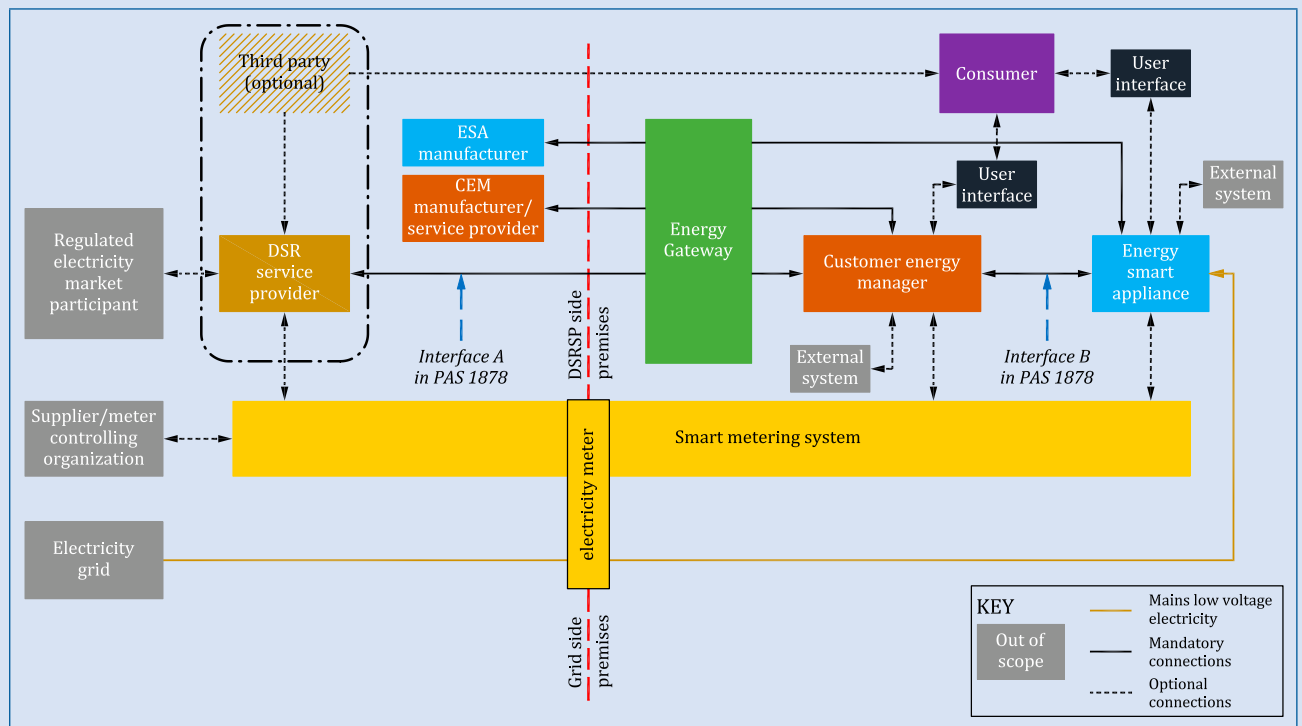 Third party
(optional)
Consumer
User
interface
ESA
manufacturer
CEM
manufacturer/
service provider
Energy
Gateway
User
interface
External
system
Regulated
electricity
market
participant
DSR
service
provider
Customer energy
manager
Energy
smart
appliance
Interface A
in PAS 1878
DSRSP side
premises
External
system
Interface B
in PAS 1878
Supplier/meter
controlling
organization
Smart metering system
electricity meter
Electricity
grid
Grid side
premises
KEY
Out of
scope
Mains low voltage
electricity
Mandatory
connections
Optional
connections